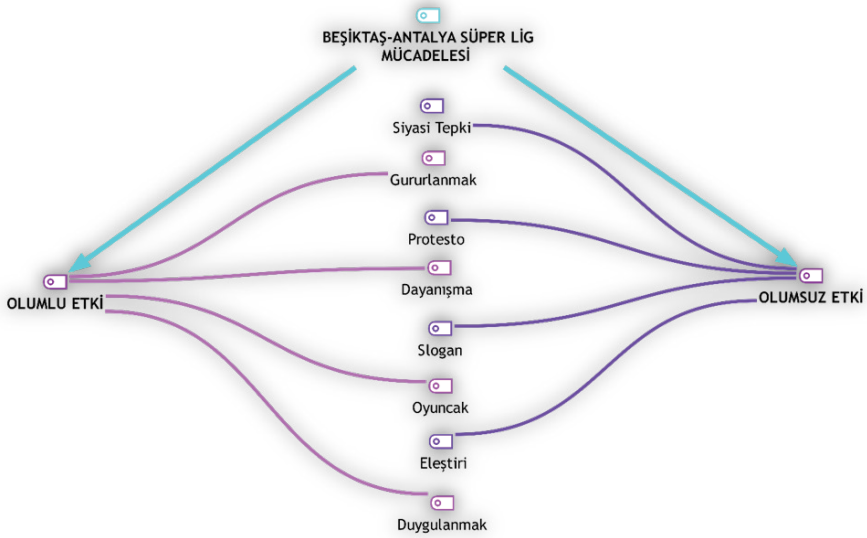 BEŞİKTAŞ-ANTALYA SÜPER LİG
MÜCADELESİ
Siyasi Tepki
Gururlanmak
Protesto
Dayanışma
OLUMLU ETKİ
OLUMSUZ ETKİ
Slogan
Oyuncak
Eleştiri
Duygulanmak